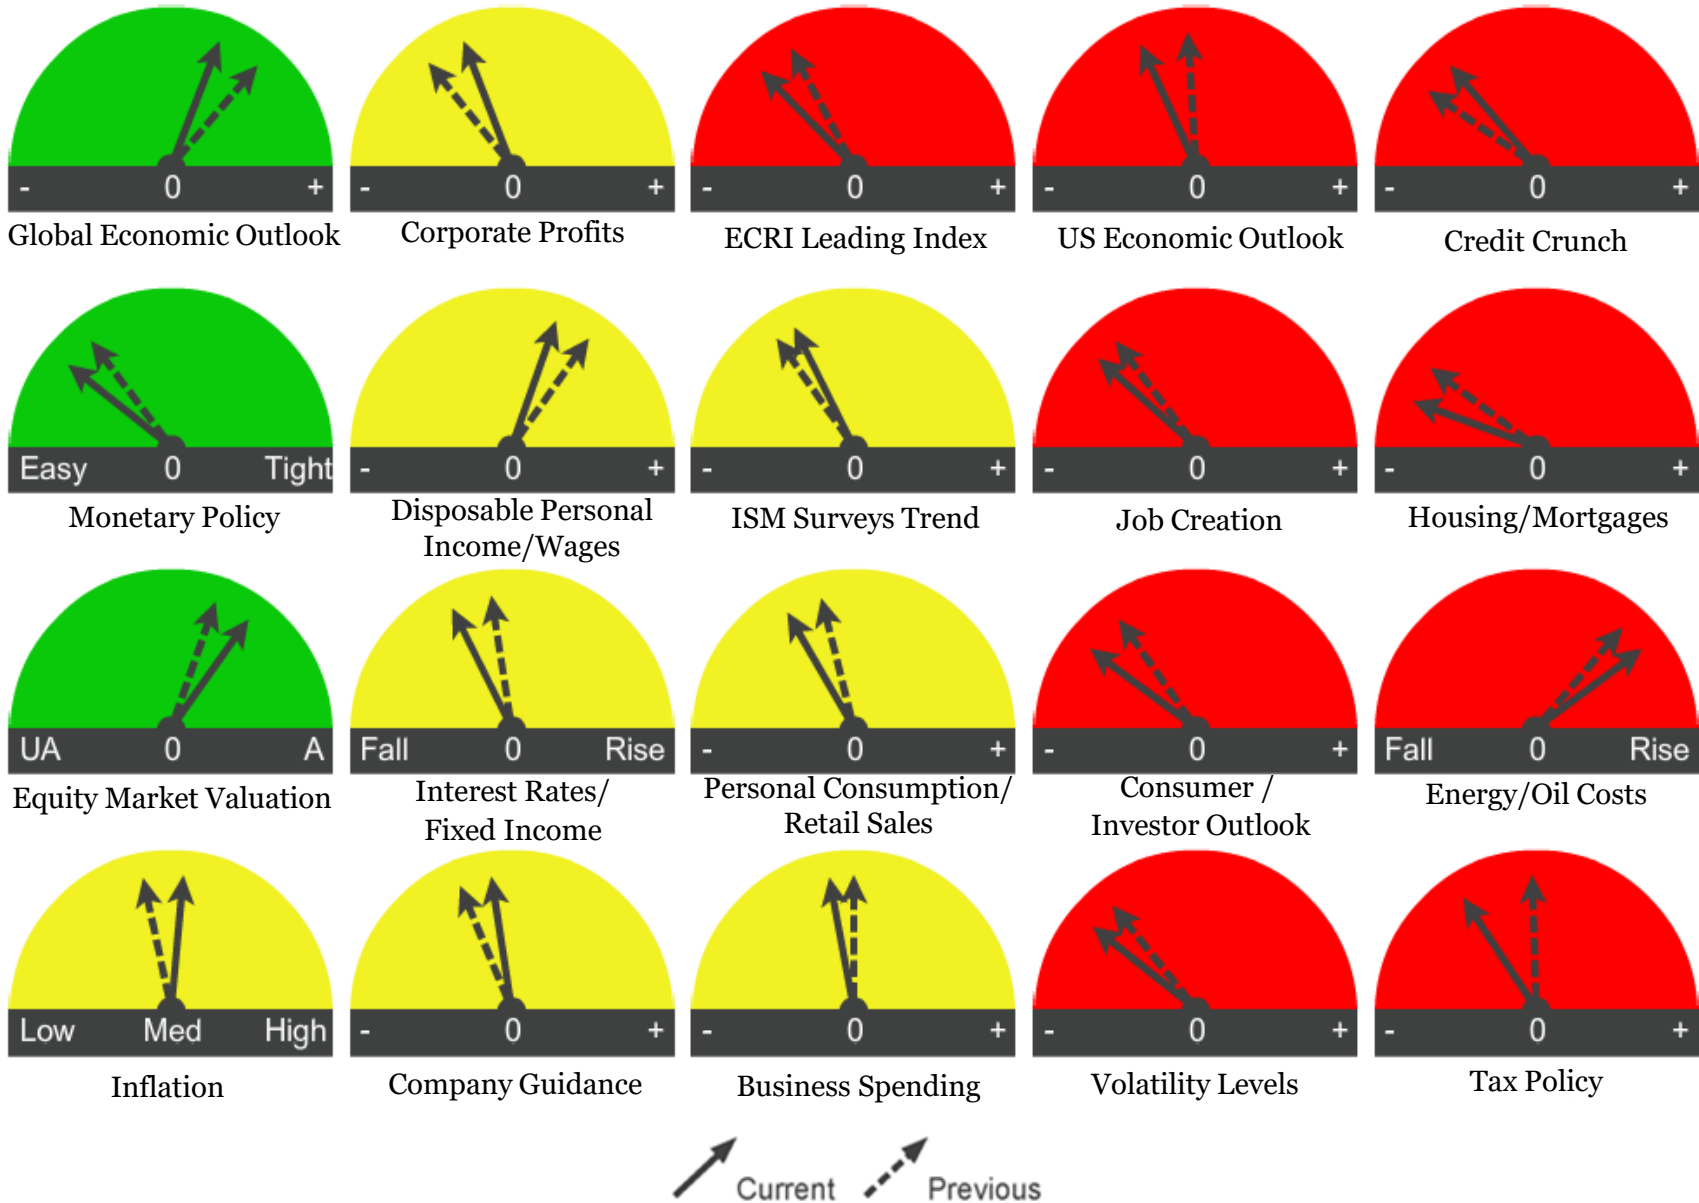 - 0 +
- 0 +
- 0 +
- 0 +
- 0 +
Global Economic Outlook
Corporate Profits
ECRI Leading Index
US Economic Outlook
Credit Crunch
Easy 0 Tight
- 0 +
- 0 +
- 0 +
- 0 +
Monetary Policy
Disposable Personal
Income/Wages
ISM Surveys Trend
Job Creation
Housing/Mortgages
UA 0 A
Fall 0 Rise
- 0 +
- 0 +
Fall 0 Rise
Equity Market Valuation
Interest Rates/
Fixed Income
Personal Consumption/
Retail Sales
Consumer /
Investor Outlook
Energy/Oil Costs
Low Med High
- 0 +
- 0 +
- 0 +
- 0 +
Inflation
Company Guidance
Business Spending
Volatility Levels
Tax Policy
Current
Previous